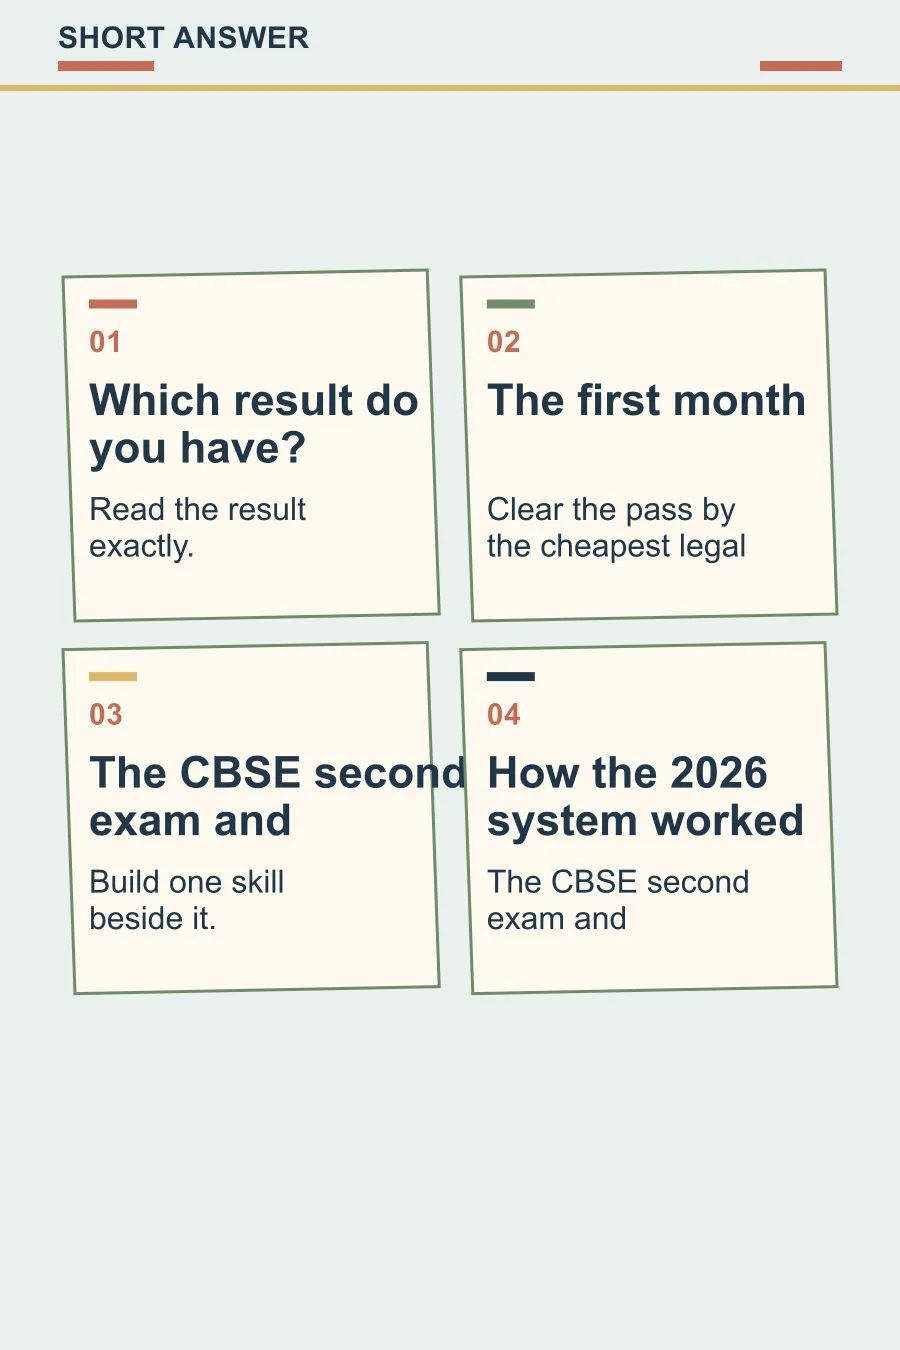 SHORT ANSWER
01
Which result do
you have?
Read the result
exactly.
02
The first month
Clear the pass by
the cheapest legal
03
The CBSE second
exam and
Build one skill
beside it.
04
How the 2026
system worked
The CBSE second
exam and